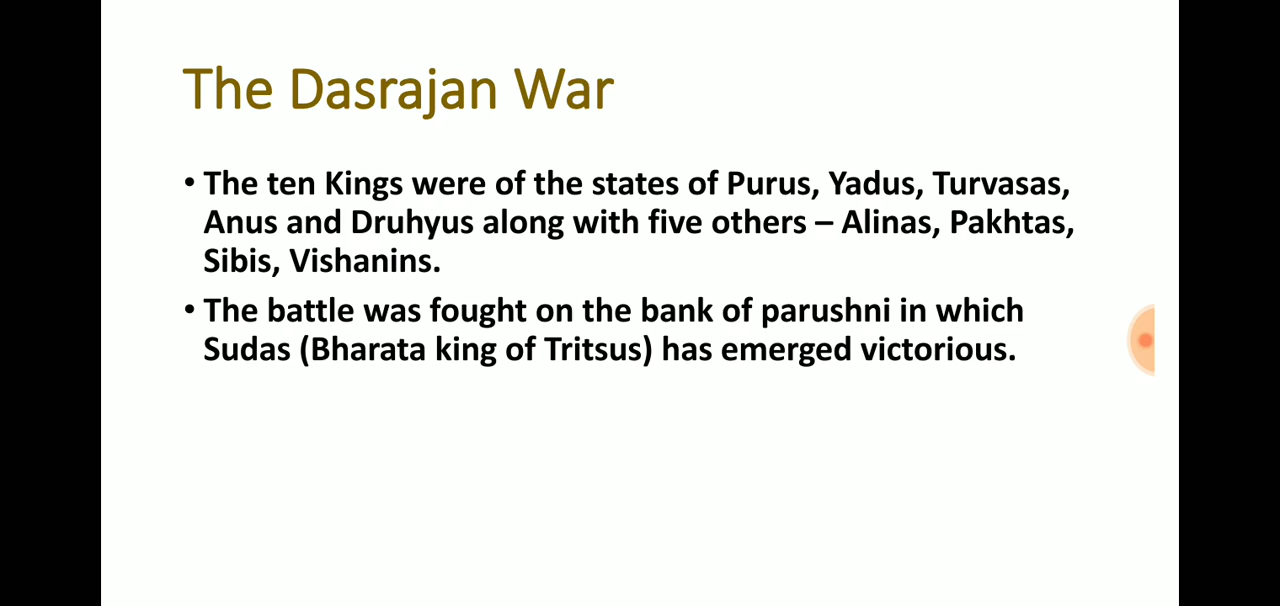 The Dasrajan War
• The ten Kings were of the states of Purus, Yadus, Turvasas,
Anus and Druhyus along with five others – Alinas, Pakhtas,
Sibis, Vishanins.
• The battle was fought on the bank of parushni in which
Sudas (Bharata king of Tritsus) has emerged victorious.